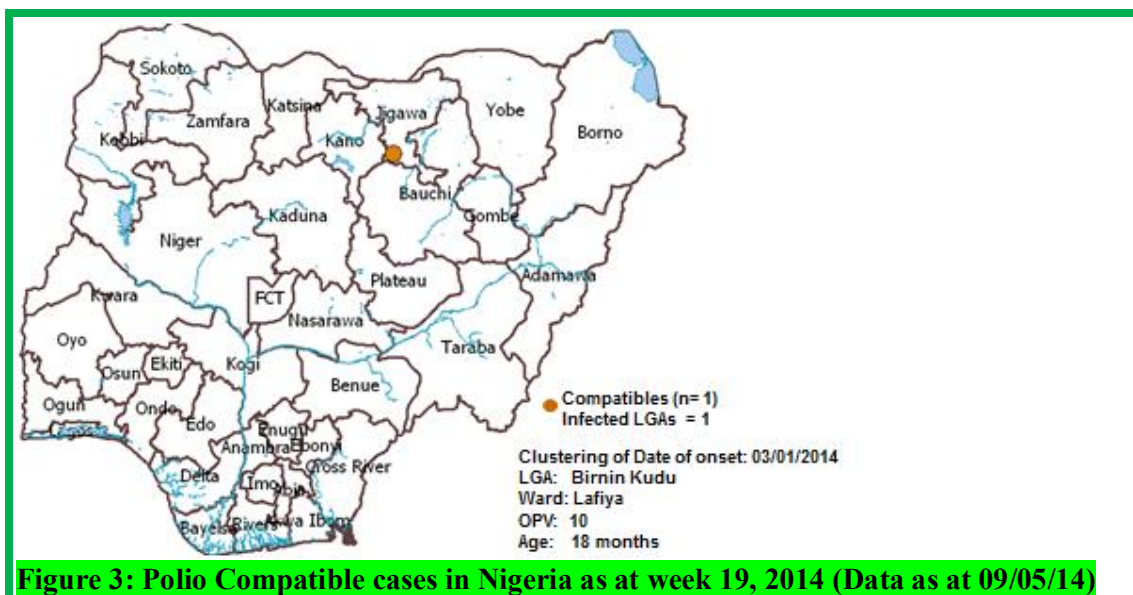 Sokoto
Katsina
Jigawa
Yobe
Zamfara
Borno
Kebbi
Kano
Bauchi
Gombe
Kaduna
Niger
Adamawa
Plateau
Kwara
FCT
Nasarawa
Oyo
Taraba
Ekiti
Kogi
Osun
Benue
Ogun
Ondo
Edo
Enugu
Lagos
Anambra
Ebonyi
Cross River
Delta
Imo
Abia
Bayelsa
Rivers
Akwa Ibom
Compatibles (n= 1)
Infected LGAs = 1
Clustering of Date of onset: 03/01/2014
LGA: Birnin Kudu
Ward: Lafiya
OPV: 10
Age: 18 months
Figure 3: Polio Compatible cases in Nigeria as at week 19, 2014 (Data as at 09/05/14)